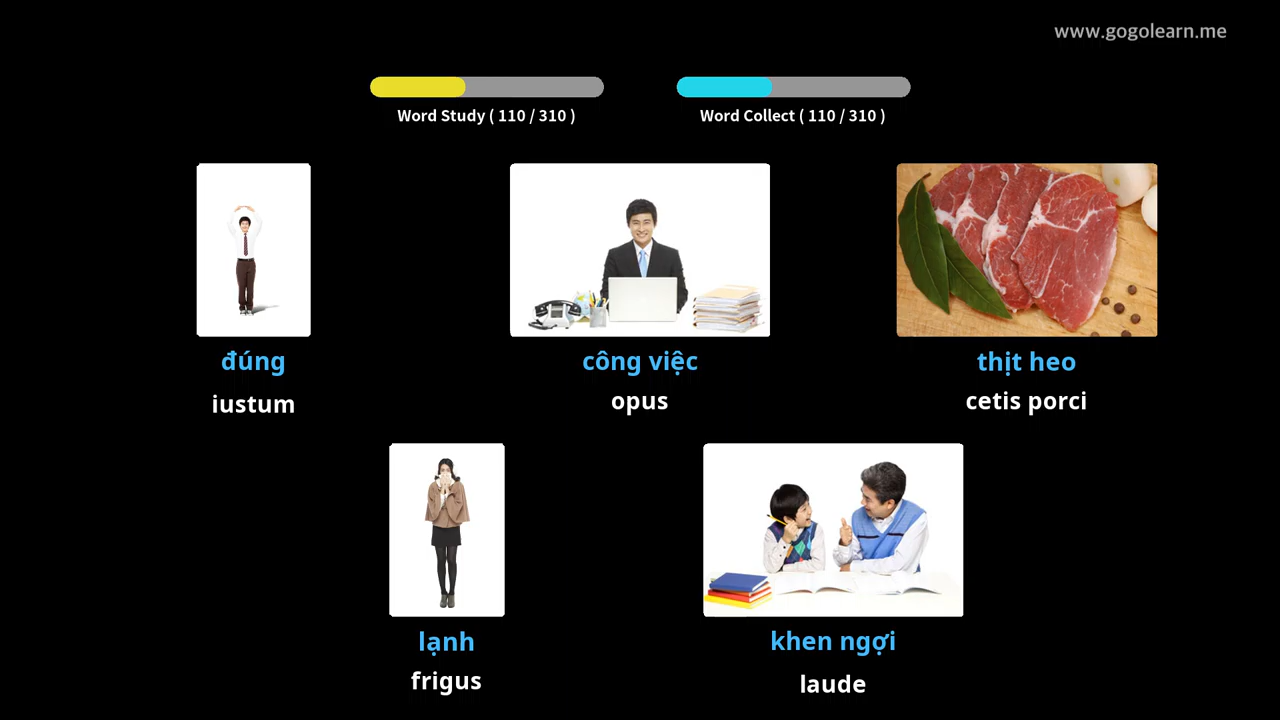 www.gogolearn.me
Word Study ( 110 / 310 )
Word Collect ( 110 / 310 )
đúng
iustum
công việc
opus
thịt heo
cetis porci
lạnh
frigus
khen ngợi
laude